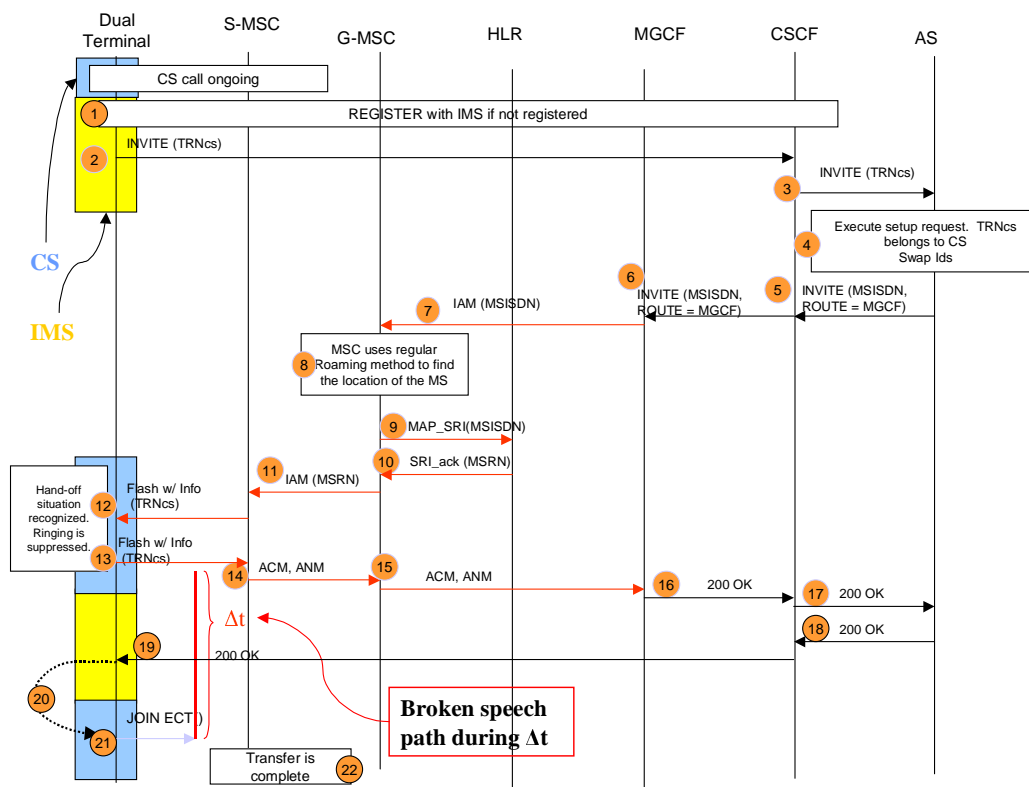 Dual
Terminal
S-MSC
G-MSC
HLR
MGCF
CSCF
AS
CS call ongoing
1
REGISTER with IMS if not registered
INVITE (TRNcs)
2
3
INVITE (TRNcs)
4
Execute setup request. TRNcs
belongs to CS
Swap Ids
CS
IMS
5
INVITE (MSISDN,
ROUTE = MGCF)
6
INVITE (MSISDN,
ROUTE = MGCF)
7
IAM (MSISDN)
8
MSC uses regular
Roaming method to find
the location of the MS
9
MAP_SRI(MSISDN)
10
SRI_ack (MSRN)
11
IAM (MSRN)
Hand-off
situation
recognized.
Ringing is
suppressed.
12
Flash w/ Info
(TRNcs)
13
Flash w/ Info
(TRNcs)
14
ACM, ANM
15
ACM, ANM
16
200 OK
17
200 OK
18
200 OK
Δt
19
200 OK
20
Broken speech
path during Δt
21
JOIN ECT )
Transfer is
complete
22